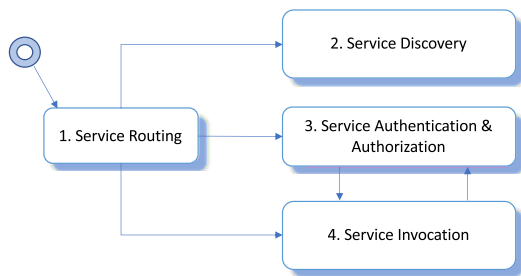 2. Service Discovery
1. Service Routing
3. Service Authentication &
Authorization
4. Service Invocation